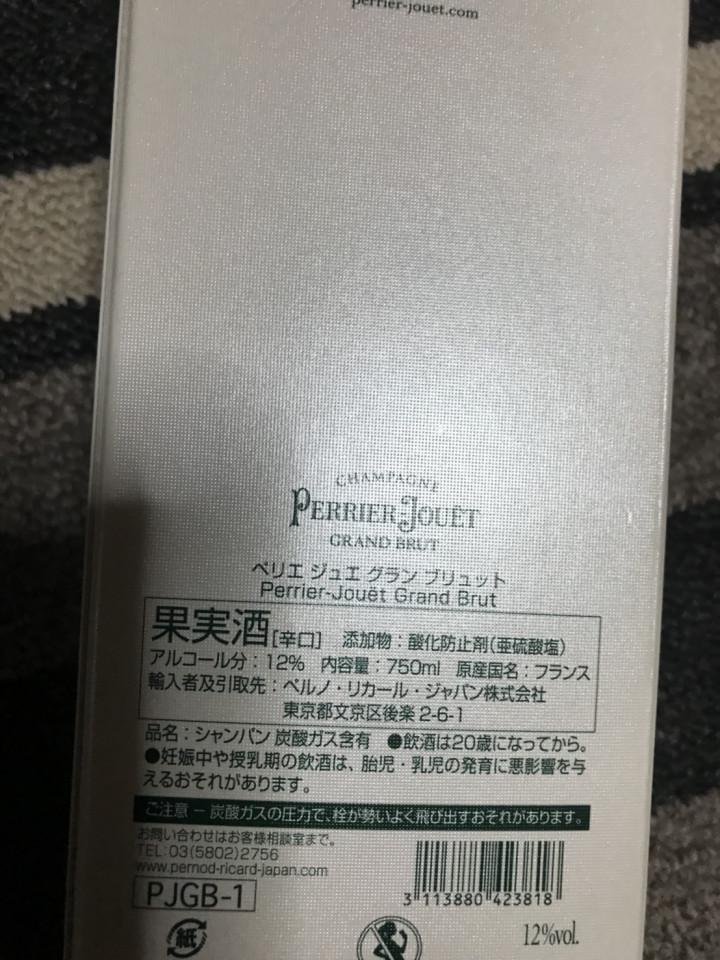 perrier-jouet.com
CHAMPAGNE
PERRIER-JOUËT
GRAND BRUT
ペリエ ジュエ グラン ブリュット
Perrier-Jouët Grand Brut
果実酒[辛口] 添加物：酸化防止剤(亜硫酸塩)
アルコール分：12% 内容量：750ml 原産国名：フランス
輸入者及引取先：ペルノ・リカール・ジャパン株式会社
東京都文京区後楽 2-6-1
品名：シャンパン 炭酸ガス含有 ●飲酒は20歳になってから。
●妊娠中や授乳期の飲酒は、胎児・乳児の発育に悪影響を与
えるおそれがあります。
ご注意 － 炭酸ガスの圧力で、栓が勢いよく飛び出すおそれがあります。
お問い合わせはお客様相談室まで。
TEL:03(5802)2756
www.pernod-ricard-japan.com
PJGB-1
3 113880 423818
紙
12%vol.